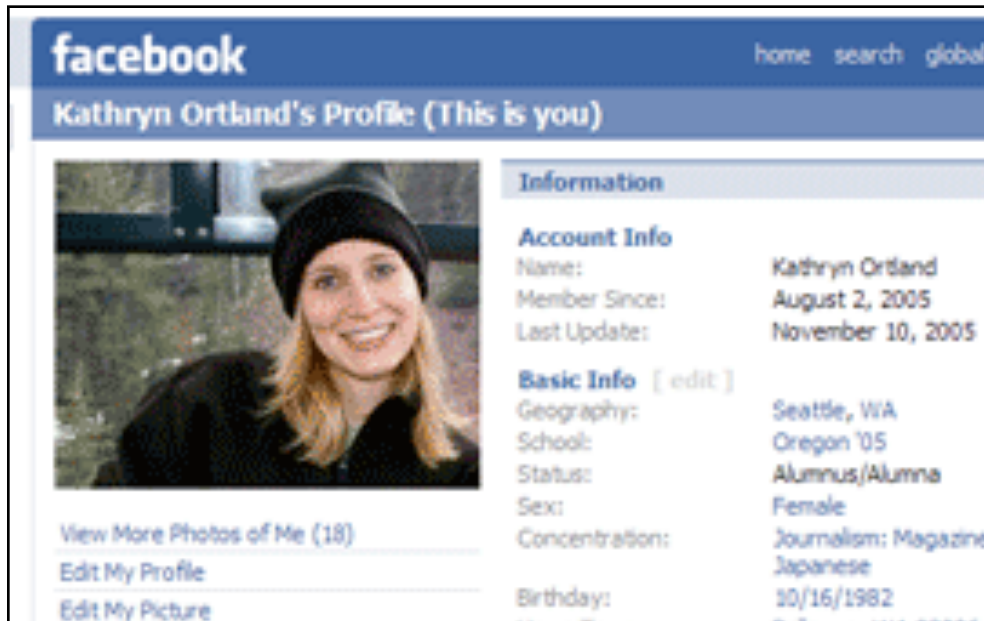 facebook
home search global
Kathryn Ortland's Profile (This is you)
Information
Account Info
Name: Kathryn Ortland
Member Since: August 2, 2005
Last Update: November 10, 2005
Basic Info [ edit ]
Geography: Seattle, WA
School: Oregon '05
Status: Alumnus/Alumna
Sex: Female
Concentration: Journalism: Magazine
Japanese
Birthday: 10/16/1982
View More Photos of Me (18)
Edit My Profile
Edit My Picture